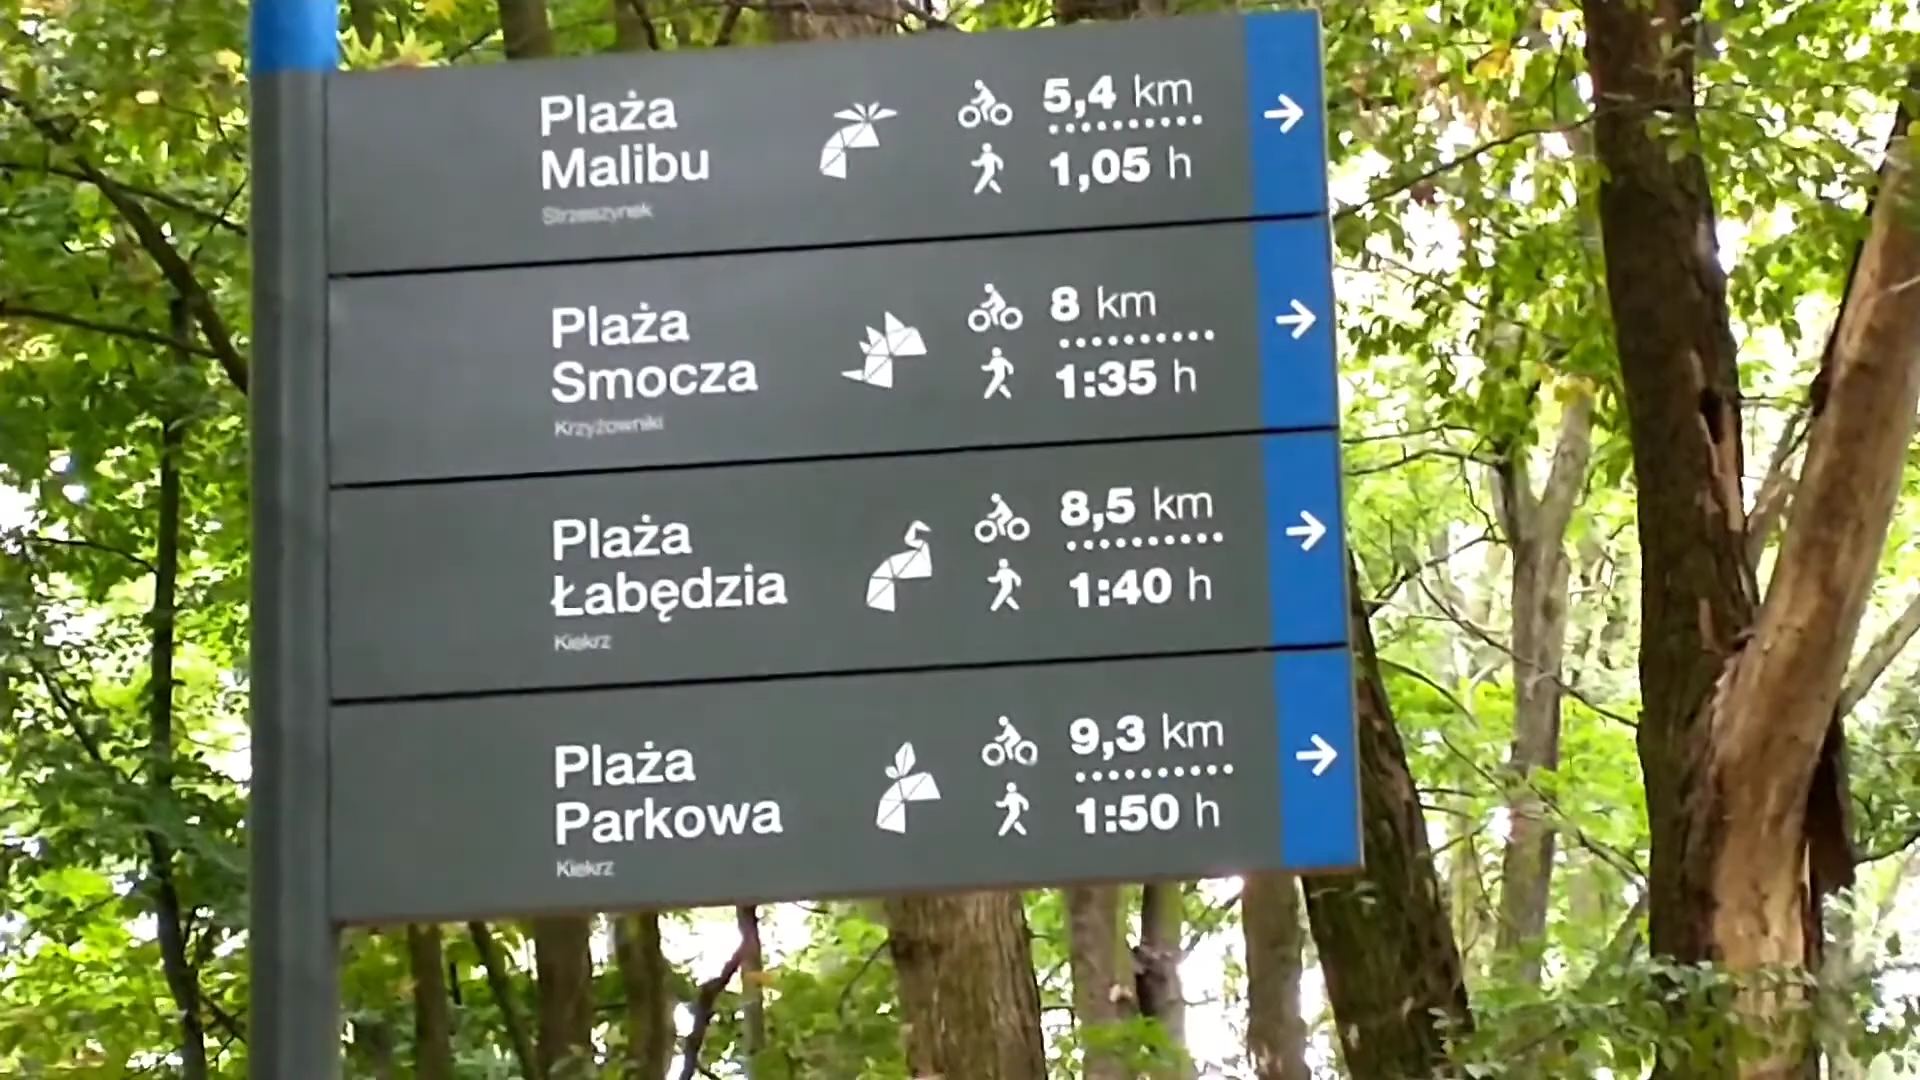 Plaża
Malibu
Strzeszynek
5,4 km
1,05 h
Plaża
Smocza
Krzyżowniki
8 km
1:35 h
Plaża
Łabędzia
Kiekrz
8,5 km
1:40 h
Plaża
Parkowa
Kiekrz
9,3 km
1:50 h